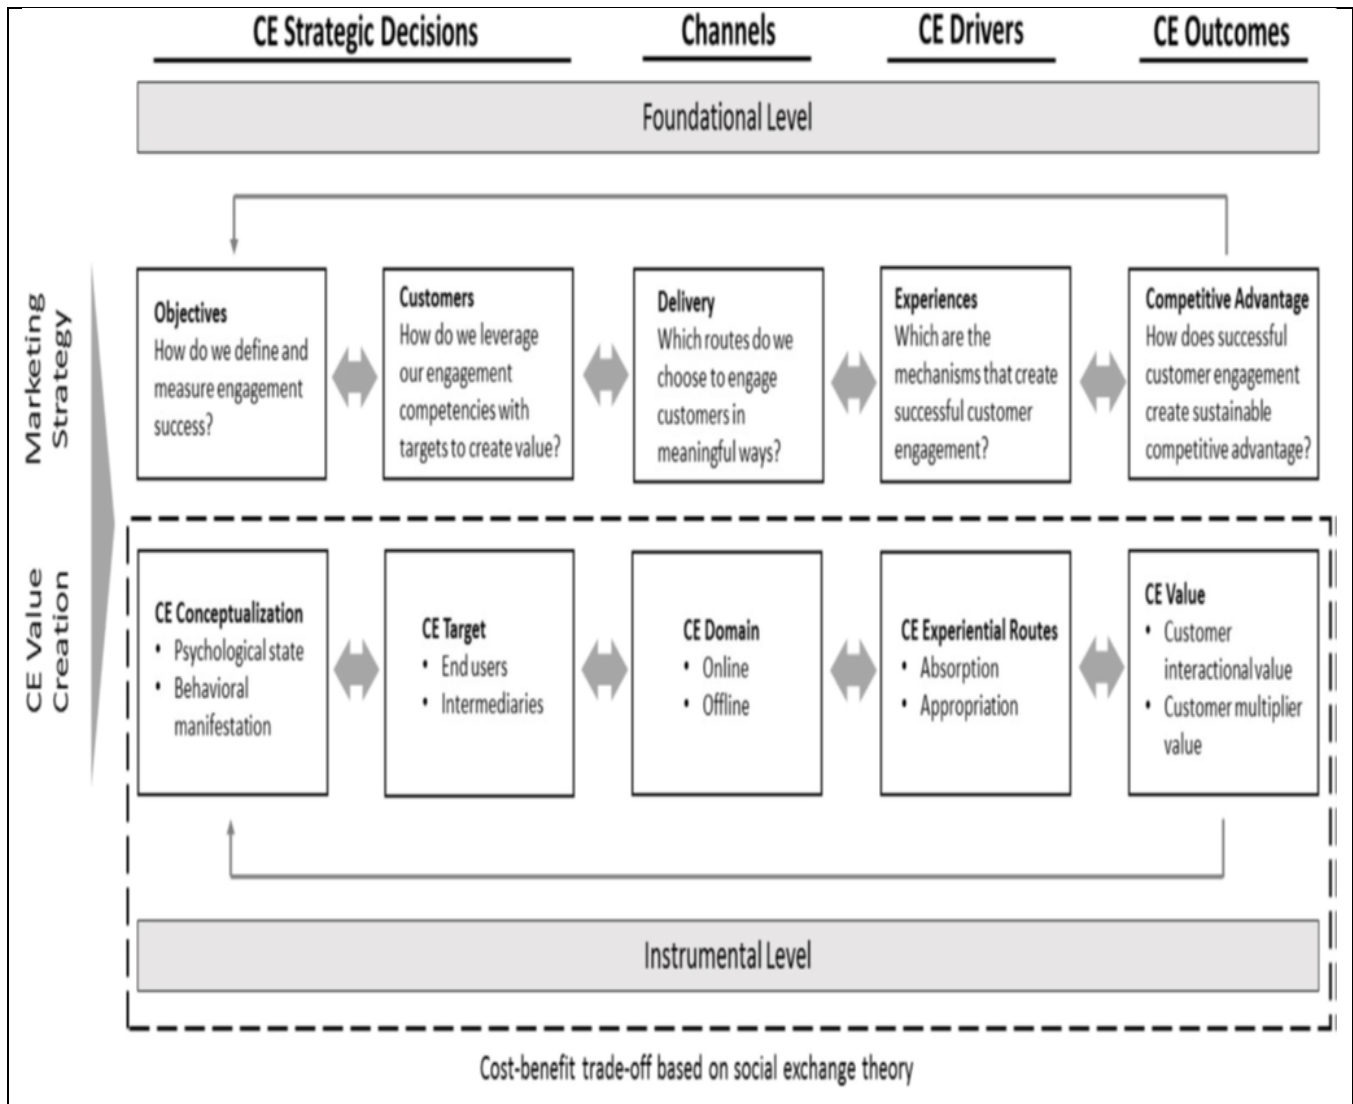 CE Strategic Decisions
Channels
CE Drivers
CE Outcomes
Foundational Level
Marketing
Strategy
Objectives
How do we define and
measure engagement
success?
Customers
How do we leverage
our engagement
competencies with
targets to create value?
Delivery
Which routes do we
choose to engage
customers in
meaningful ways?
Experiences
Which are the
mechanisms that create
successful customer
engagement?
Competitive Advantage
How does successful
customer engagement
create sustainable
competitive advantage?
CE Value
Creation
CE Conceptualization
• Psychological state
• Behavioral
manifestation
CE Target
• End users
• Intermediaries
CE Domain
• Online
• Offline
CE Experiential Routes
• Absorption
• Appropriation
CE Value
• Customer
interactional value
• Customer multiplier
value
Instrumental Level
Cost-benefit trade-off based on social exchange theory